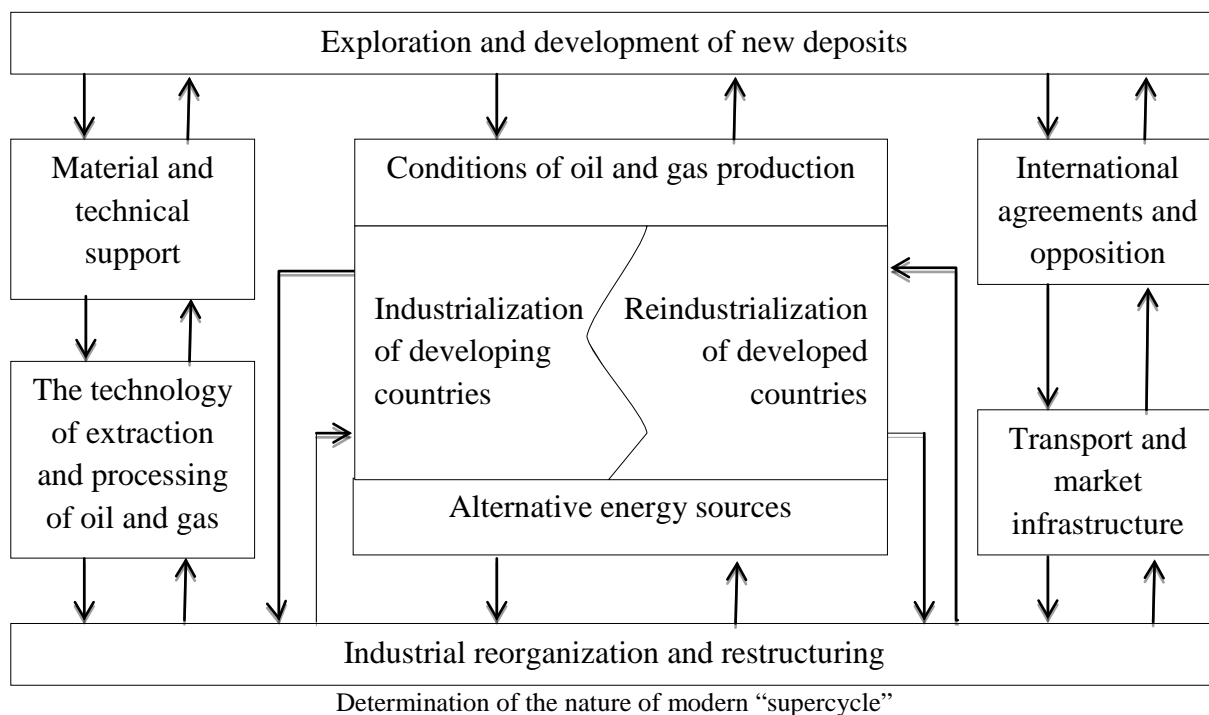 Exploration and development of new deposits
Material and
technical
support
Conditions of oil and gas production
International
agreements and
opposition
Industrialization
of developing
countries
Reindustrialization
of developed
countries
The technology
of extraction
and processing
of oil and gas
Alternative energy sources
Transport and
market
infrastructure
Industrial reorganization and restructuring
Determination of the nature of modern “supercycle”